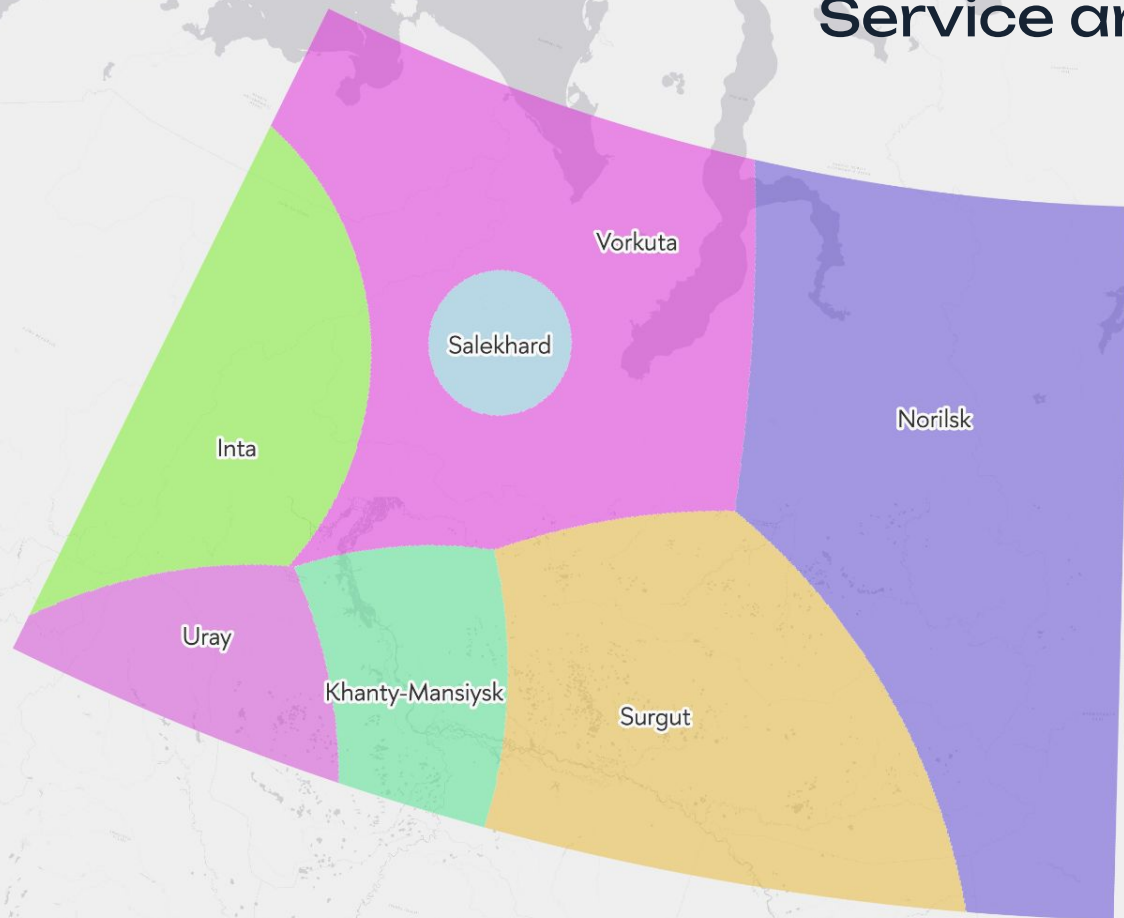 Service ar
Vorkuta
Salekhard
Norilsk
Inta
Uray
Khanty-Mansiysk
Surgut